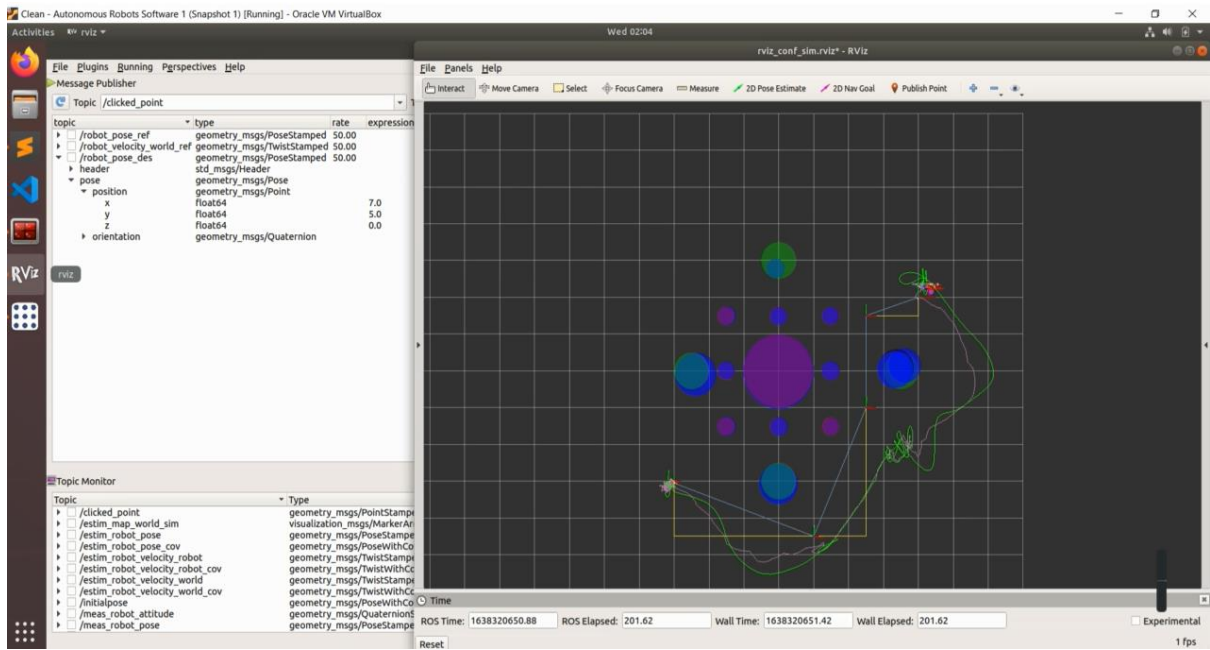 Clean - Autonomous Robots Software 1 (Snapshot 1) [Running] - Oracle VM VirtualBox
Activities rviz Wed 02:04
rviz_conf_sim.rviz* - RViz
File Plugins Running Perspectives Help
Message Publisher
Topic /clicked_point
topic type rate expression
/robot_pose_ref geometry_msgs/PoseStamped 50.00
/robot_velocity_world_ref geometry_msgs/TwistStamped 50.00
/robot_pose_des geometry_msgs/PoseStamped 50.00
header std_msgs/Header
pose geometry_msgs/Pose
position geometry_msgs/Point
x float64 7.0
y float64 5.0
z float64 0.0
orientation geometry_msgs/Quaternion
RViz rviz
Topic Monitor
Topic Type
/clicked_point geometry_msgs/PointStampe
/estim_map_world_sim visualization_msgs/MarkerArr
/estim_robot_pose geometry_msgs/PoseStampe
/estim_robot_pose_cov geometry_msgs/PoseWithCo
/estim_robot_velocity_robot geometry_msgs/TwistStampe
/estim_robot_velocity_robot_cov geometry_msgs/TwistWithCo
/estim_robot_velocity_world geometry_msgs/TwistStampe
/estim_robot_velocity_world_cov geometry_msgs/TwistWithCo
/initialpose geometry_msgs/PoseWithCo
/meas_robot_attitude geometry_msgs/QuaternionS
/meas_robot_pose geometry_msgs/PoseStampe
File Panels Help
Interact Move Camera Select Focus Camera Measure 2D Pose Estimate 2D Nav Goal Publish Point
Time
ROS Time: 1638320650.88 ROS Elapsed: 201.62 Wall Time: 1638320651.42 Wall Elapsed: 201.62 Experimental
Reset 1 fps